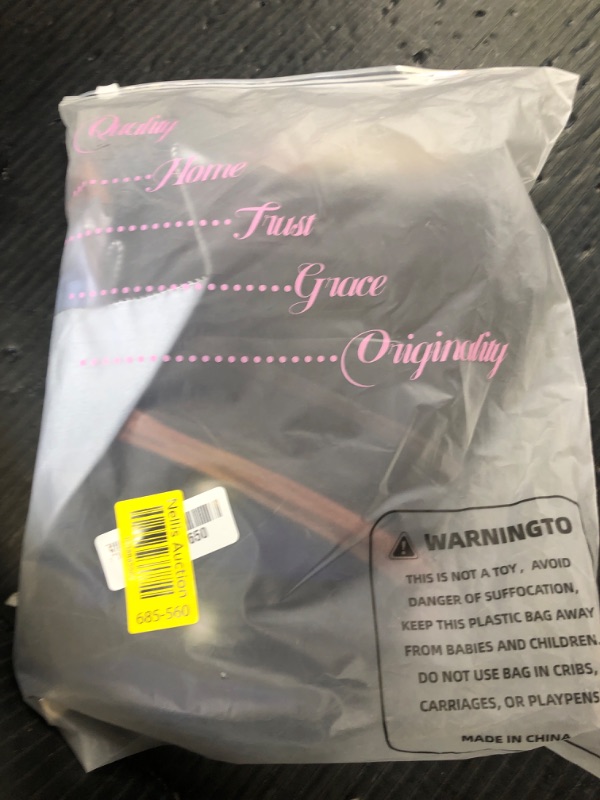 Quality
........Home
....................Trust
......................Grace
..........................Originality
650
Nellis Auction
685-560
WARNINGTO
THIS IS NOT A TOY, AVOID
DANGER OF SUFFOCATION,
KEEP THIS PLASTIC BAG AWAY
FROM BABIES AND CHILDREN.
DO NOT USE BAG IN CRIBS,
CARRIAGES, OR PLAYPENS
MADE IN CHINA